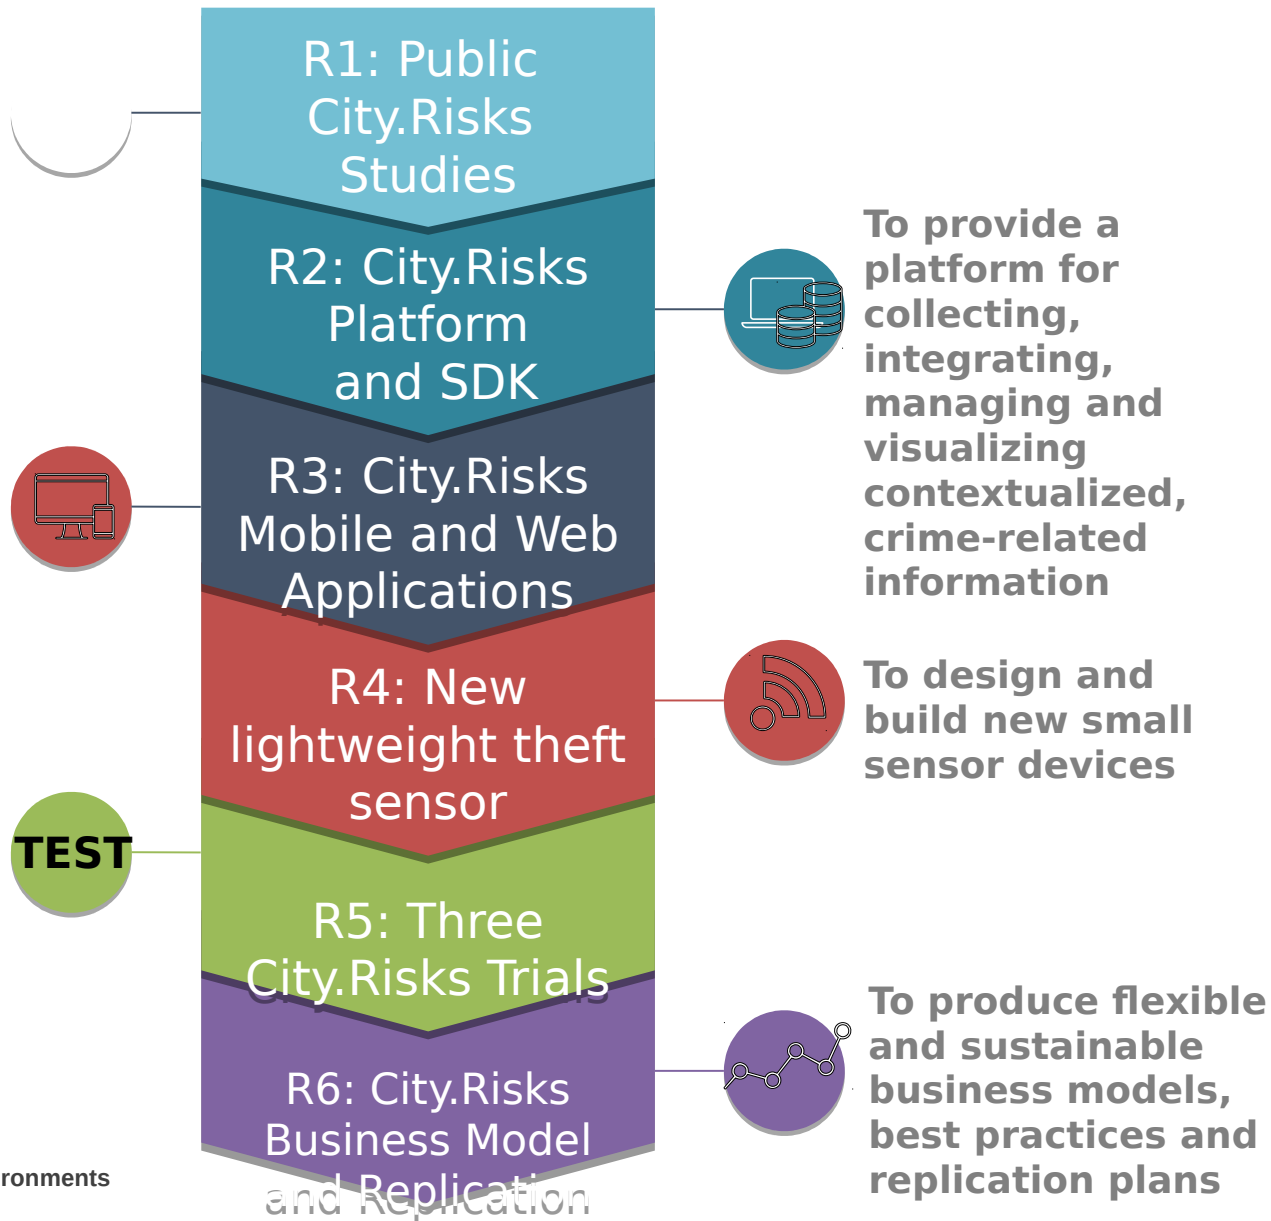 R1: Public
City.Risks
Studies
R2: City.Risks
Platform
and SDK
To provide a
platform for
collecting,
integrating,
managing and
visualizing
contextualized,
crime-related
information
R3: City.Risks
Mobile and Web
Applications
R4: New
lightweight theft
sensor
To design and
build new small
sensor devices
TEST
R5: Three
City.Risks Trials
R6: City.Risks
Business Model
and Replication
To produce flexible
and sustainable
business models,
best practices and
replication plans
ronments